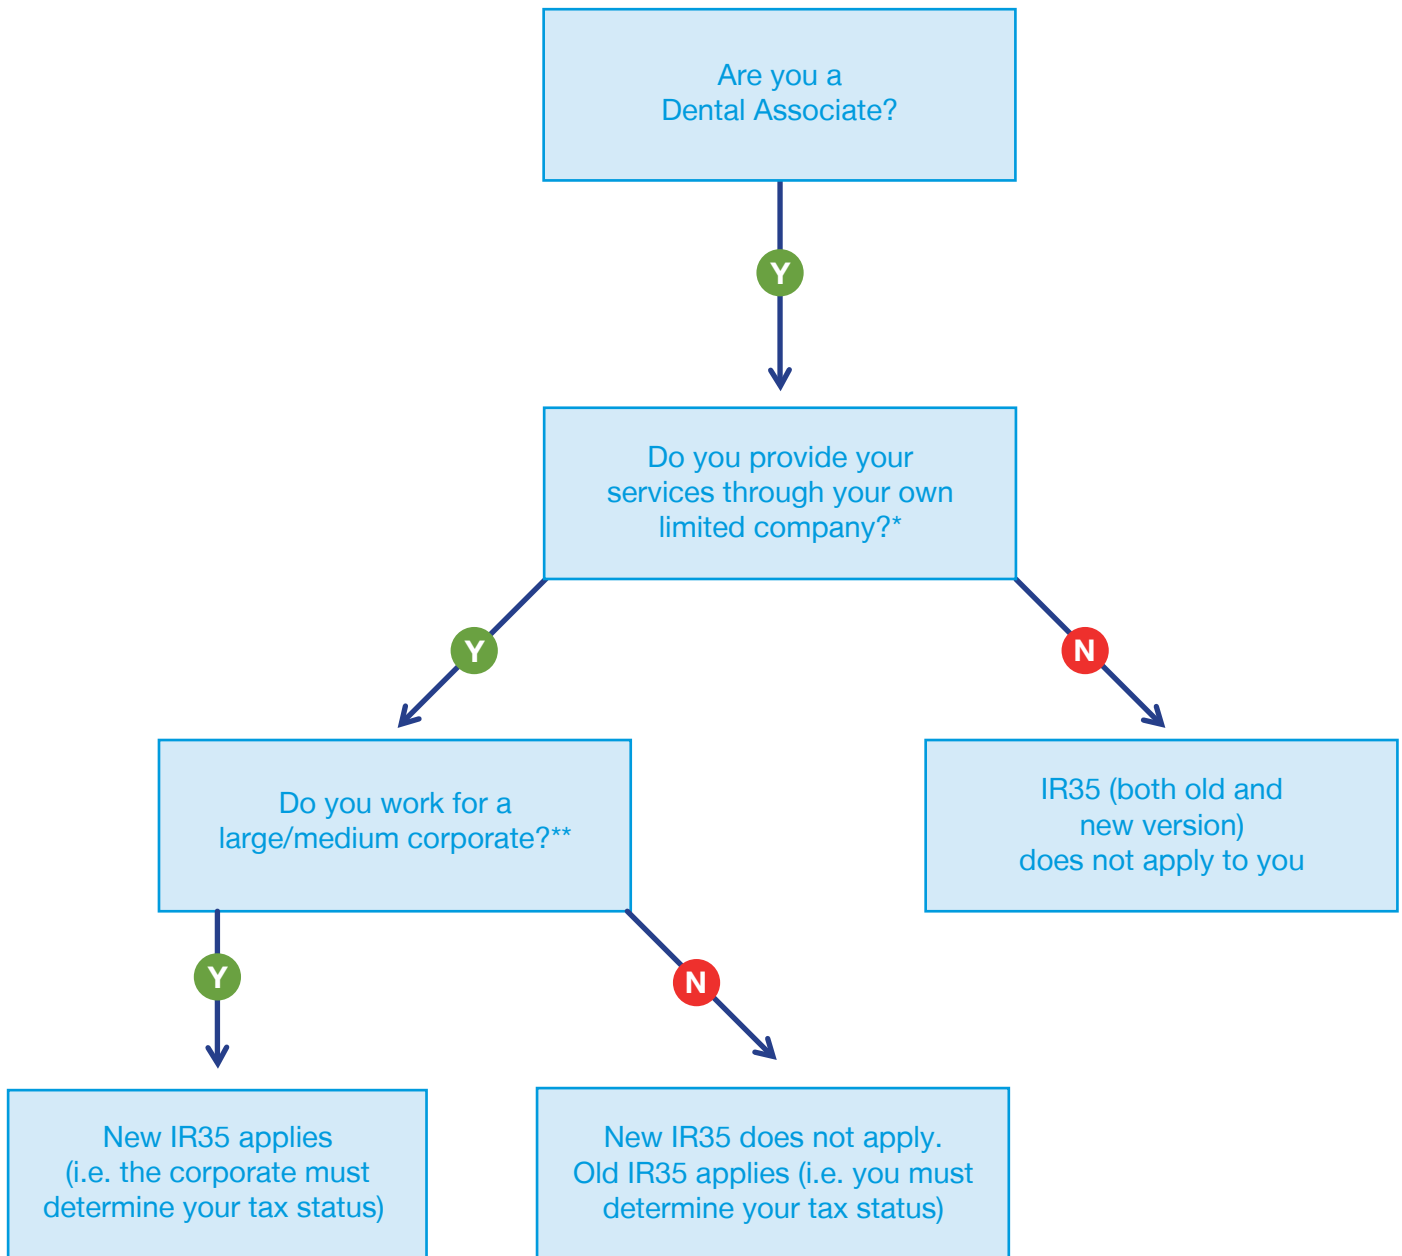 Are you a
Dental Associate?
Y
Do you provide your
services through your own
limited company?*
Y
N
Do you work for a
large/medium corporate?**
IR35 (both old and
new version)
does not apply to you
Y
N
New IR35 applies
(i.e. the corporate must
determine your tax status)
New IR35 does not apply.
Old IR35 applies (i.e. you must
determine your tax status)